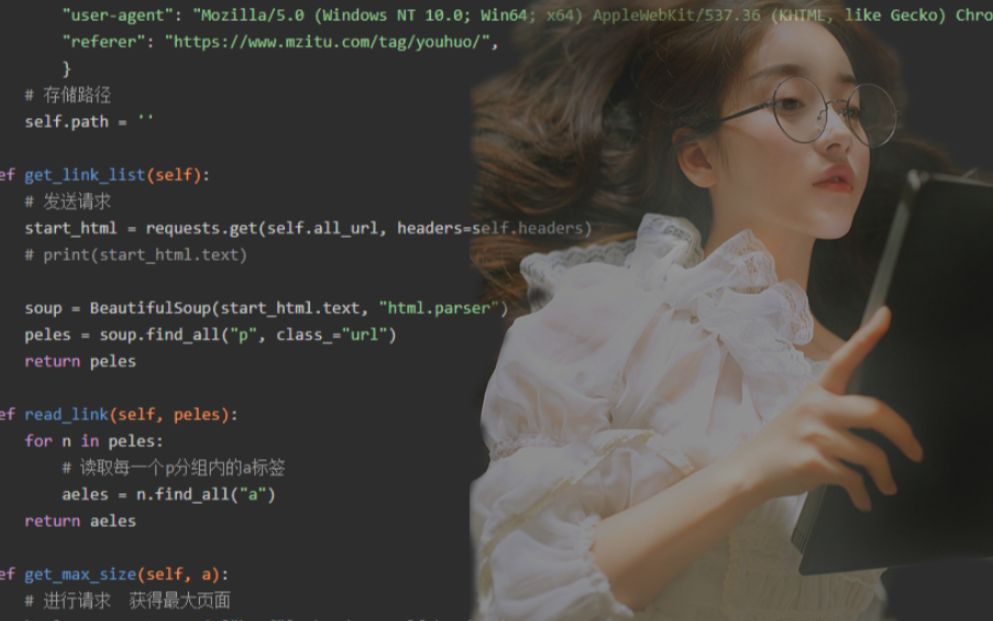 "user-agent": "Mozilla/5.0 (Windows NT 10.0; Win64; x64) AppleWebKit/537.36 (KHTML, like Gecko) Chro
"referer": "https://www.mzitu.com/tag/youhuo/",
}
# 存储路径
self.path = ''
ef get_link_list(self):
# 发送请求
start_html = requests.get(self.all_url, headers=self.headers)
# print(start_html.text)
soup = BeautifulSoup(start_html.text, "html.parser")
peles = soup.find_all("p", class_="url")
return peles
ef read_link(self, peles):
for n in peles:
# 读取每一个p分组内的a标签
aeles = n.find_all("a")
return aeles
ef get_max_size(self, a):
# 进行请求  获得最大页面